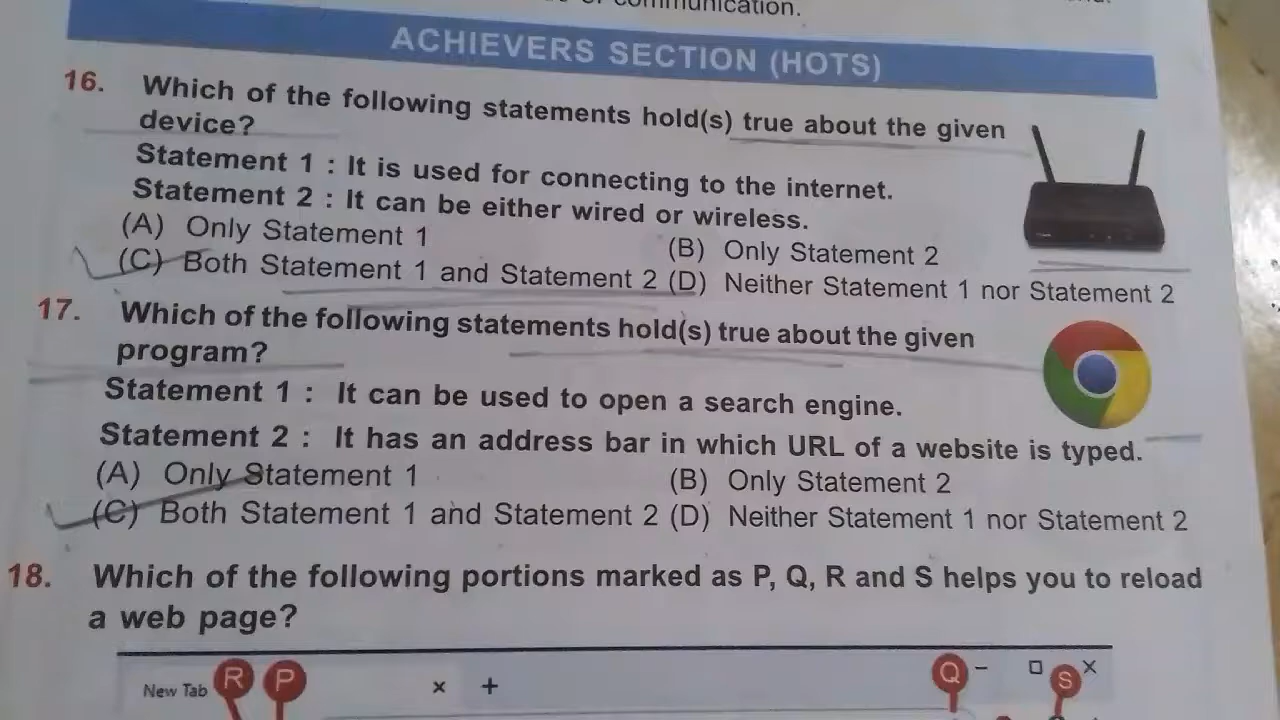 communication.
ACHIEVERS SECTION (HOTS)
16. Which of the following statements hold(s) true about the given
device?
Statement 1 : It is used for connecting to the internet.
Statement 2 : It can be either wired or wireless.
(A) Only Statement 1 (B) Only Statement 2
(C) Both Statement 1 and Statement 2 (D) Neither Statement 1 nor Statement 2
17. Which of the following statements hold(s) true about the given
program?
Statement 1 : It can be used to open a search engine.
Statement 2 : It has an address bar in which URL of a website is typed.
(A) Only Statement 1 (B) Only Statement 2
(C) Both Statement 1 and Statement 2 (D) Neither Statement 1 nor Statement 2
18. Which of the following portions marked as P, Q, R and S helps you to reload
a web page?
New Tab R P × + Q – □ S ×